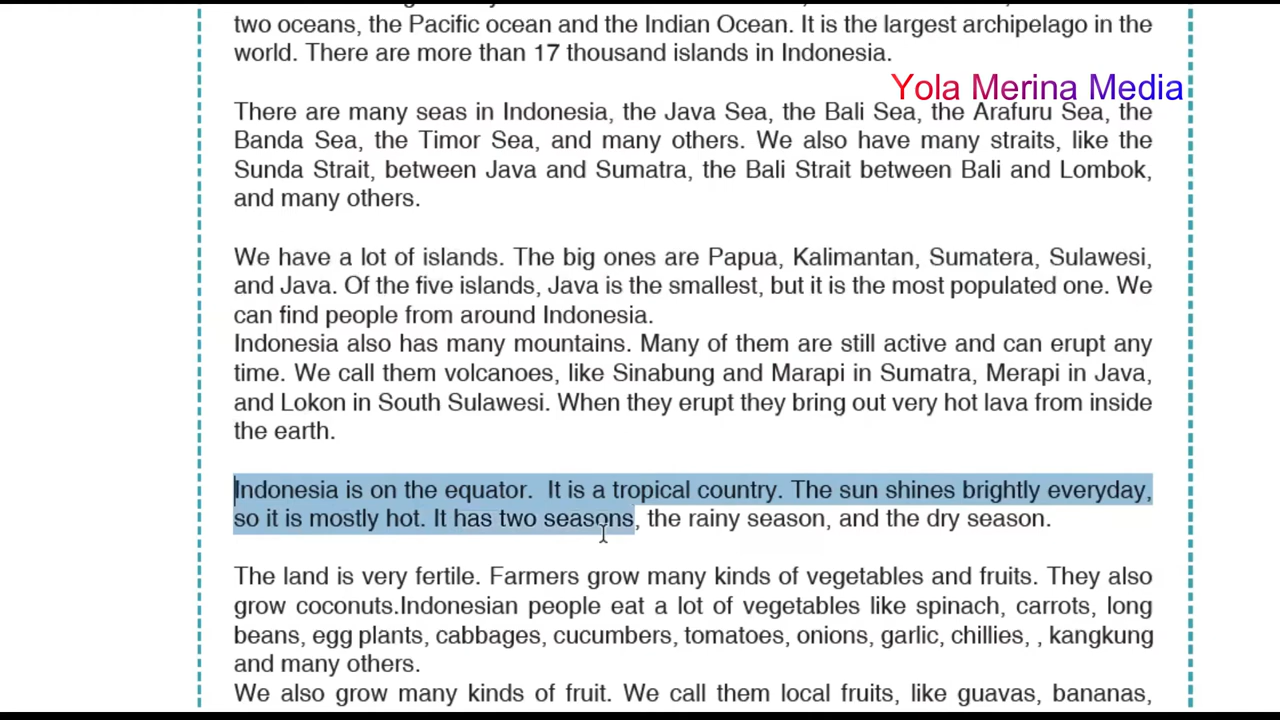 two oceans, the Pacific ocean and the Indian Ocean. It is the largest archipelago in the
world. There are more than 17 thousand islands in Indonesia.
Yola Merina Media
There are many seas in Indonesia, the Java Sea, the Bali Sea, the Arafuru Sea, the
Banda Sea, the Timor Sea, and many others. We also have many straits, like the
Sunda Strait, between Java and Sumatra, the Bali Strait between Bali and Lombok,
and many others.
We have a lot of islands. The big ones are Papua, Kalimantan, Sumatera, Sulawesi,
and Java. Of the five islands, Java is the smallest, but it is the most populated one. We
can find people from around Indonesia.
Indonesia also has many mountains. Many of them are still active and can erupt any
time. We call them volcanoes, like Sinabung and Marapi in Sumatra, Merapi in Java,
and Lokon in South Sulawesi. When they erupt they bring out very hot lava from inside
the earth.
Indonesia is on the equator.  It is a tropical country. The sun shines brightly everyday,
so it is mostly hot. It has two seasons, the rainy season, and the dry season.
The land is very fertile. Farmers grow many kinds of vegetables and fruits. They also
grow coconuts.Indonesian people eat a lot of vegetables like spinach, carrots, long
beans, egg plants, cabbages, cucumbers, tomatoes, onions, garlic, chillies, , kangkung
and many others.
We also grow many kinds of fruit. We call them local fruits, like guavas, bananas,